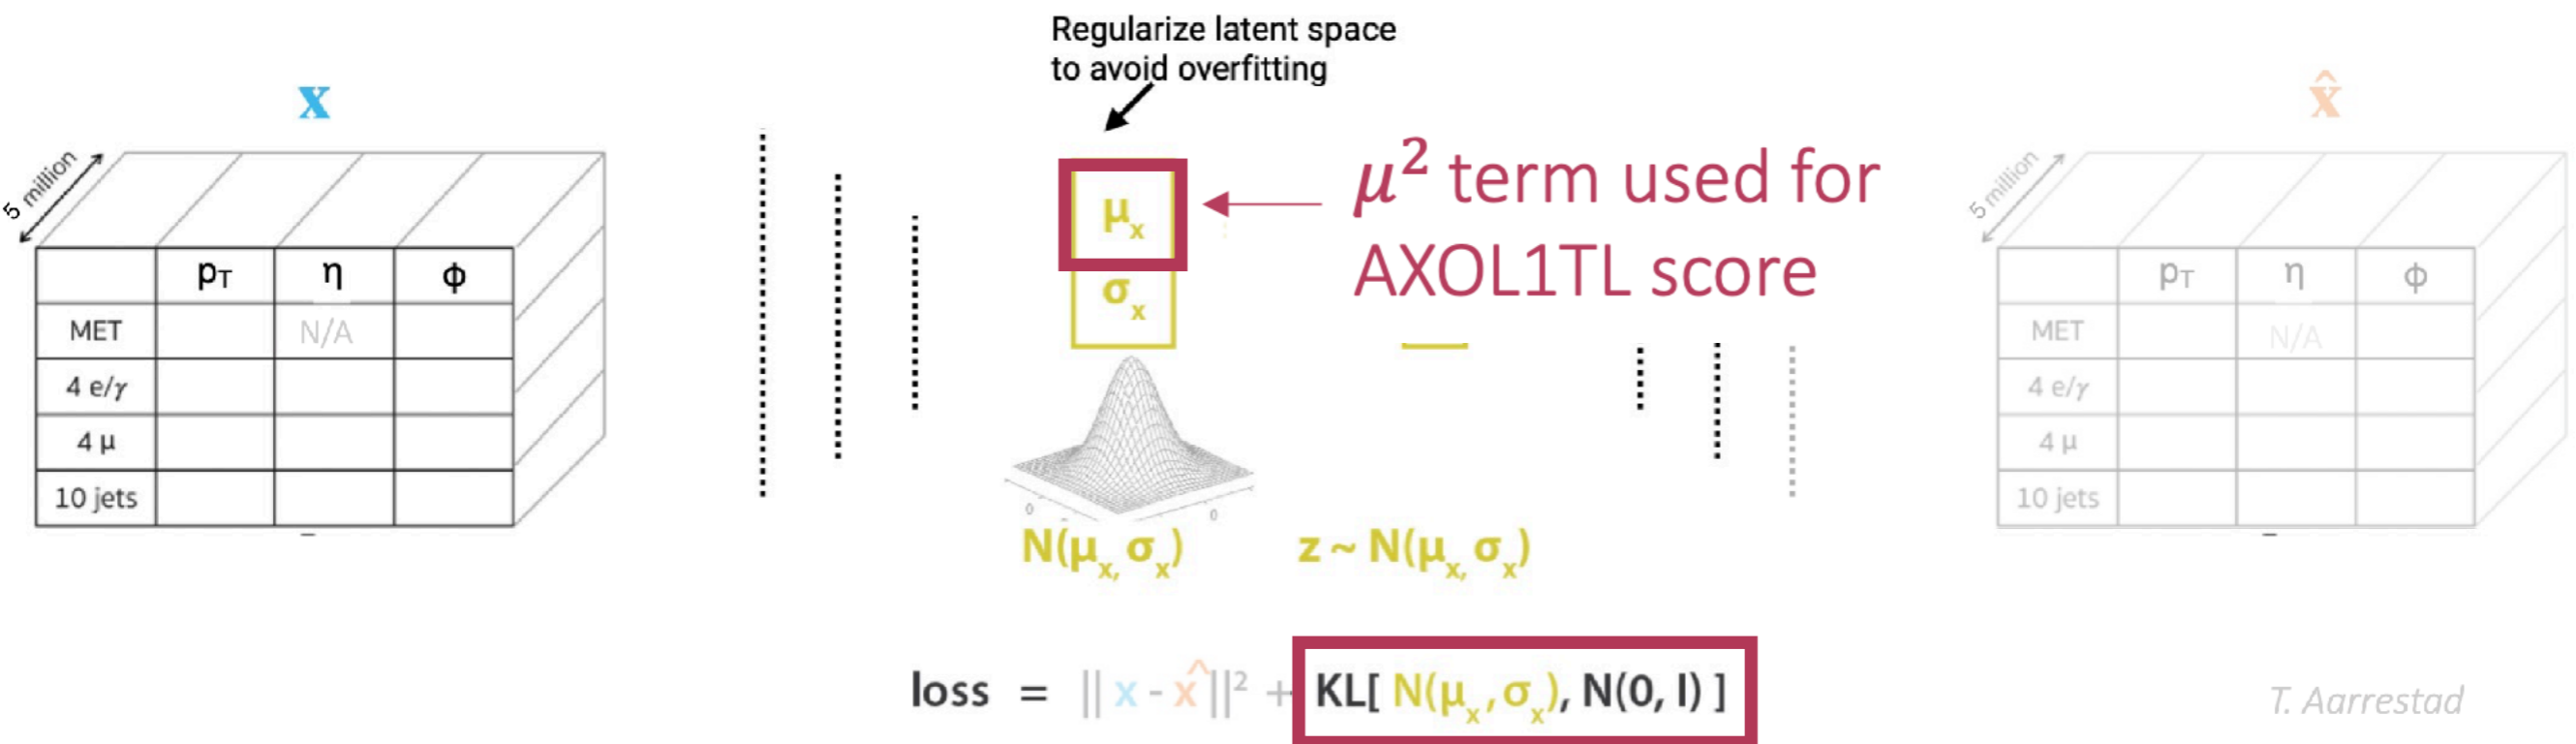 Regularize latent space
to avoid overfitting
x
x̂
5 million
pT η ϕ
MET N/A
4 e/γ
4 μ
10 jets
μx
σx
μ² term used for
AXOL1TL score
0 0
N(μx, σx) z ~ N(μx, σx)
5 million
pT η ϕ
MET N/A
4 e/γ
4 μ
10 jets
loss = || x - x̂ ||² + KL[ N(μx, σx), N(0, I) ]
T. Aarrestad